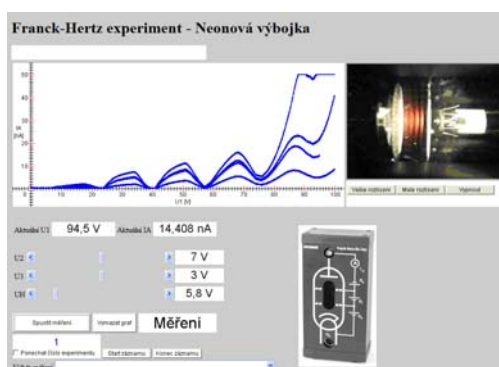 Franck-Hertz experiment - Neonová výbojka
50
40
IA
[nA]
30
20
10
0 10 20 30 40 50 60 70 80 90 100
U1 [V]
Velké rozlišení Malé rozlišení Vypnout
Aktuální U1 94,5 V Aktuální IA 14,408 nA
U2 7 V
U3 3 V
UH 5,8 V
Spustit měření Vymazat graf Měření
1
Ponechat číslo experimentu Start záznamu Konec záznamu